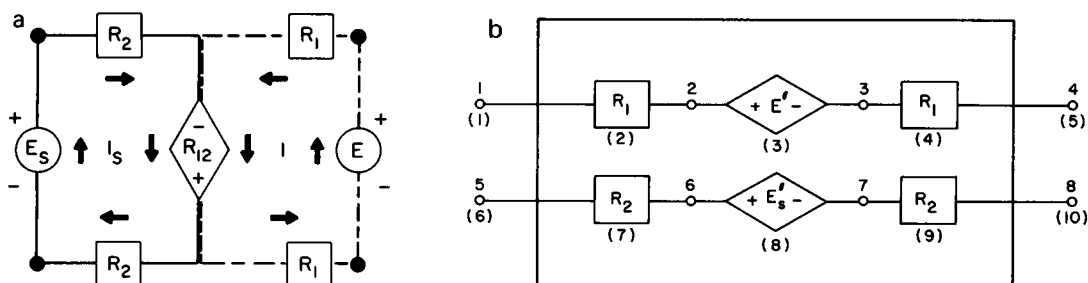 a
R2 R1
+ - +
ES IS R12 I E
- + -
R2 R1
b
1 2 3 4
R1 + E″ - R1
(1) (2) (3) (4) (5)
5 6 7 8
R2 + Es″ - R2
(6) (7) (8) (9) (10)